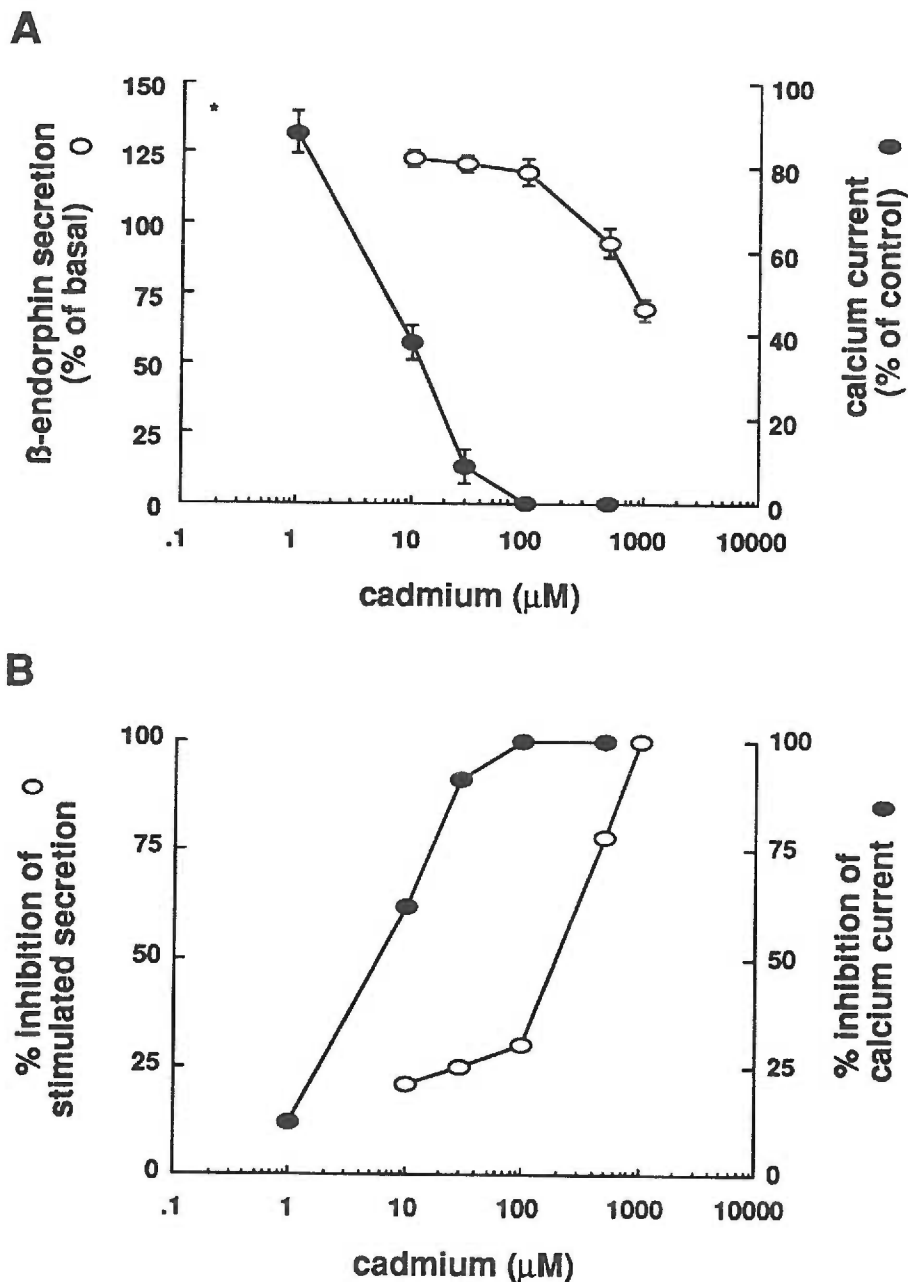 A
ß-endorphin secretion
(% of basal)
150
125
100
75
50
25
0
*
100
80
60
40
20
0
calcium current
(% of control)
.1 1 10 100 1000 10000
cadmium (µM)
B
% inhibition of
stimulated secretion
100
75
50
25
0
100
75
50
25
0
% inhibition of
calcium current
.1 1 10 100 1000 10000
cadmium (µM)